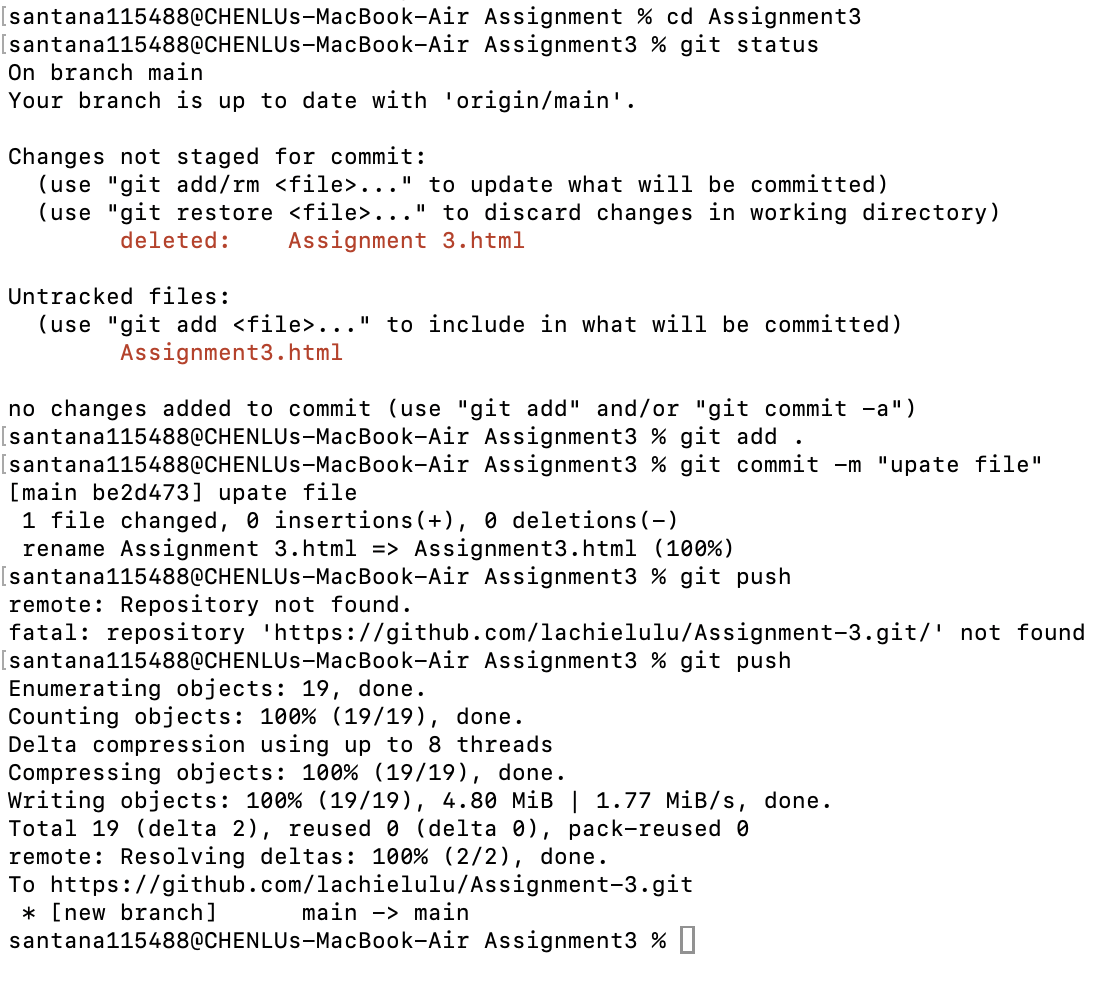 [santana115488@CHENLUs-MacBook-Air Assignment % cd Assignment3
[santana115488@CHENLUs-MacBook-Air Assignment3 % git status
On branch main
Your branch is up to date with 'origin/main'.

Changes not staged for commit:
  (use "git add/rm <file>..." to update what will be committed)
  (use "git restore <file>..." to discard changes in working directory)
        deleted:    Assignment 3.html

Untracked files:
  (use "git add <file>..." to include in what will be committed)
        Assignment3.html

no changes added to commit (use "git add" and/or "git commit -a")
[santana115488@CHENLUs-MacBook-Air Assignment3 % git add .
[santana115488@CHENLUs-MacBook-Air Assignment3 % git commit -m "upate file"
[main be2d473] upate file
 1 file changed, 0 insertions(+), 0 deletions(-)
 rename Assignment 3.html => Assignment3.html (100%)
[santana115488@CHENLUs-MacBook-Air Assignment3 % git push
remote: Repository not found.
fatal: repository 'https://github.com/lachielulu/Assignment-3.git/' not found
[santana115488@CHENLUs-MacBook-Air Assignment3 % git push
Enumerating objects: 19, done.
Counting objects: 100% (19/19), done.
Delta compression using up to 8 threads
Compressing objects: 100% (19/19), done.
Writing objects: 100% (19/19), 4.80 MiB | 1.77 MiB/s, done.
Total 19 (delta 2), reused 0 (delta 0), pack-reused 0
remote: Resolving deltas: 100% (2/2), done.
To https://github.com/lachielulu/Assignment-3.git
 * [new branch]      main -> main
santana115488@CHENLUs-MacBook-Air Assignment3 %